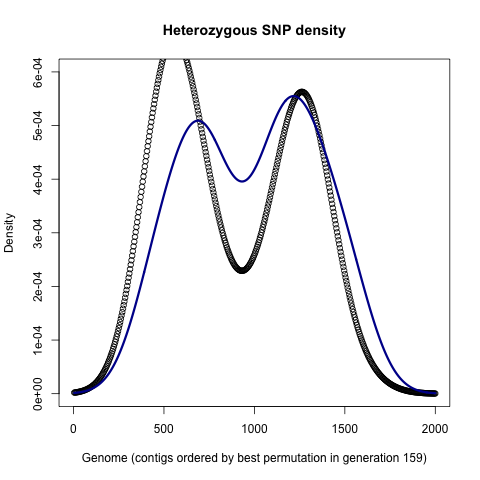 Heterozygous SNP density
6e-04
5e-04
4e-04
3e-04
2e-04
1e-04
0e+00
Density
0 500 1000 1500 2000
Genome (contigs ordered by best permutation in generation 159)